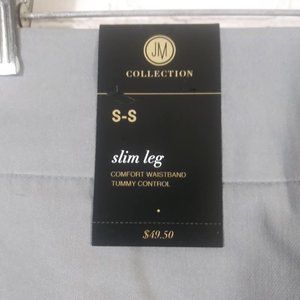 JM
COLLECTION
S-S
slim leg
COMFORT WAISTBAND
TUMMY CONTROL
$49.50